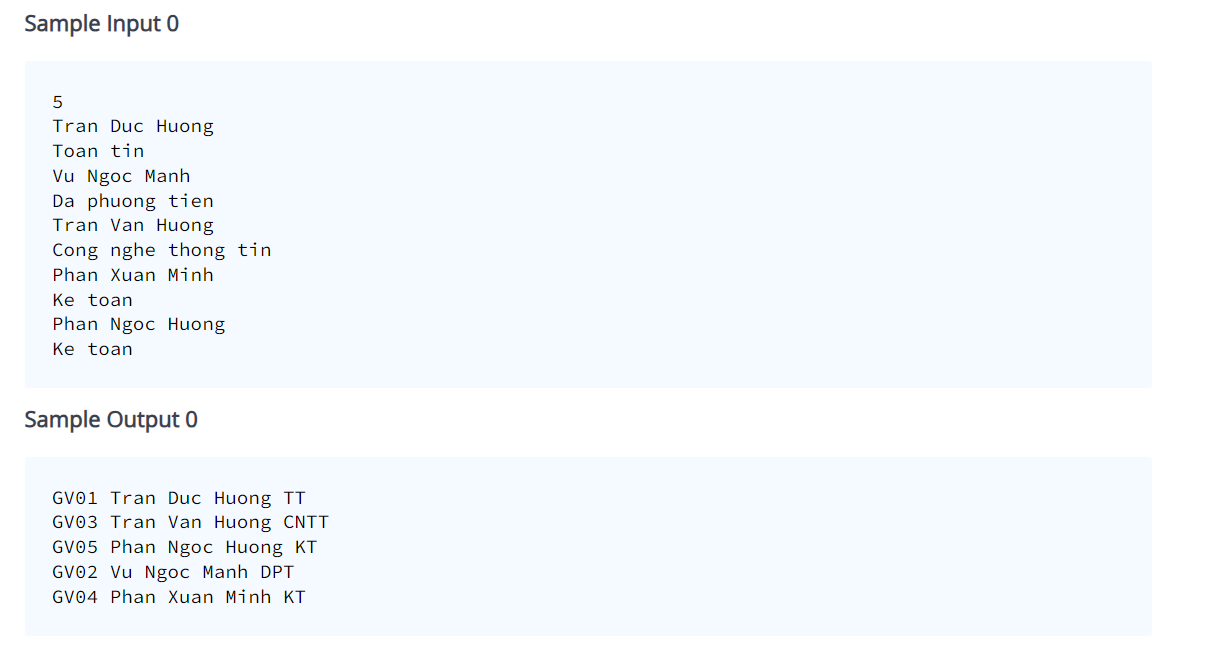 Sample Input 0
5
Tran Duc Huong
Toan tin
Vu Ngoc Manh
Da phuong tien
Tran Van Huong
Cong nghe thong tin
Phan Xuan Minh
Ke toan
Phan Ngoc Huong
Ke toan
Sample Output 0
GV01 Tran Duc Huong TT
GV03 Tran Van Huong CNTT
GV05 Phan Ngoc Huong KT
GV02 Vu Ngoc Manh DPT
GV04 Phan Xuan Minh KT